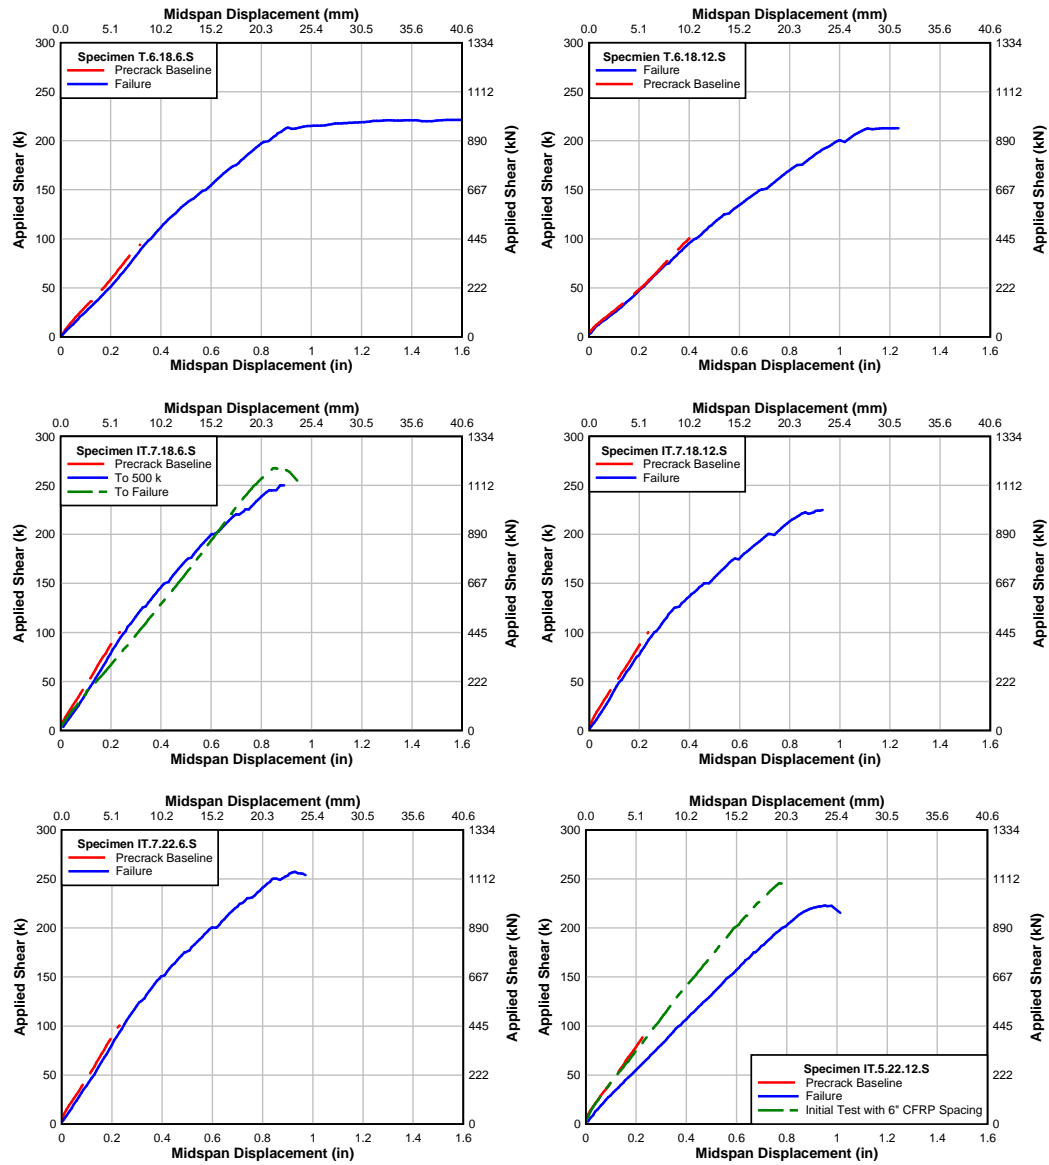 Midspan Displacement (mm)
0.0 5.1 10.2 15.2 20.3 25.4 30.5 35.6 40.6
300 250 200 150 100 50 0
Applied Shear (k)
Specimen T.6.18.6.S
Precrack Baseline
Failure
1334 1112 890 667 445 222 0
Applied Shear (kN)
0 0.2 0.4 0.6 0.8 1 1.2 1.4 1.6
Midspan Displacement (in)
Midspan Displacement (mm)
0.0 5.1 10.2 15.2 20.3 25.4 30.5 35.6 40.6
300 250 200 150 100 50 0
Applied Shear (k)
Specmien T.6.18.12.S
Failure
Precrack Baseline
1334 1112 890 667 445 222 0
Applied Shear (kN)
0 0.2 0.4 0.6 0.8 1 1.2 1.4 1.6
Midspan Displacement (in)
Midspan Displacement (mm)
0.0 5.1 10.2 15.2 20.3 25.4 30.5 35.6 40.6
300 250 200 150 100 50 0
Applied Shear (k)
Specimen IT.7.18.6.S
Precrack Baseline
To 500 k
To Failure
1334 1112 890 667 445 222 0
Applied Shear (kN)
0 0.2 0.4 0.6 0.8 1 1.2 1.4 1.6
Midspan Displacement (in)
Midspan Displacement (mm)
0.0 5.1 10.2 15.2 20.3 25.4 30.5 35.6 40.6
300 250 200 150 100 50 0
Applied Shear (k)
Specimen IT.7.18.12.S
Precrack Baseline
Failure
1334 1112 890 667 445 222 0
Applied Shear (kN)
0 0.2 0.4 0.6 0.8 1 1.2 1.4 1.6
Midspan Displacement (in)
Midspan Displacement (mm)
0.0 5.1 10.2 15.2 20.3 25.4 30.5 35.6 40.6
300 250 200 150 100 50 0
Applied Shear (k)
Specimen IT.7.22.6.S
Precrack Baseline
Failure
1334 1112 890 667 445 222 0
Applied Shear (kN)
0 0.2 0.4 0.6 0.8 1 1.2 1.4 1.6
Midspan Displacement (in)
Midspan Displacement (mm)
0.0 5.1 10.2 15.2 20.3 25.4 30.5 35.6 40.6
300 250 200 150 100 50 0
Applied Shear (k)
Specimen IT.5.22.12.S
Precrack Baseline
Failure
Initial Test with 6" CFRP Spacing
1334 1112 890 667 445 222 0
Applied Shear (kN)
0 0.2 0.4 0.6 0.8 1 1.2 1.4 1.6
Midspan Displacement (in)